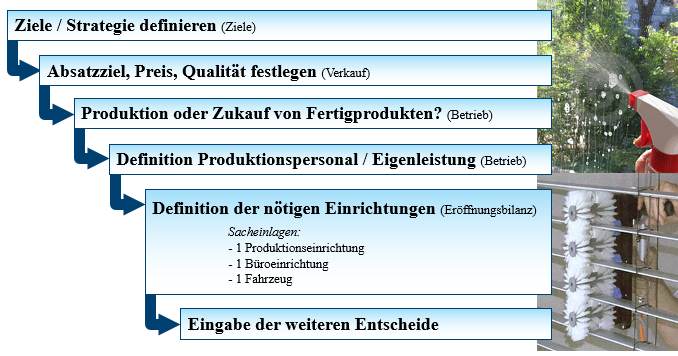 Ziele / Strategie definieren (Ziele)
Absatzziel, Preis, Qualität festlegen (Verkauf)
Produktion oder Zukauf von Fertigprodukten? (Betrieb)
Definition Produktionspersonal / Eigenleistung (Betrieb)
Definition der nötigen Einrichtungen (Eröffnungsbilanz)
Sacheinlagen:
- 1 Produktionseinrichtung
- 1 Büroeinrichtung
- 1 Fahrzeug
Eingabe der weiteren Entscheide